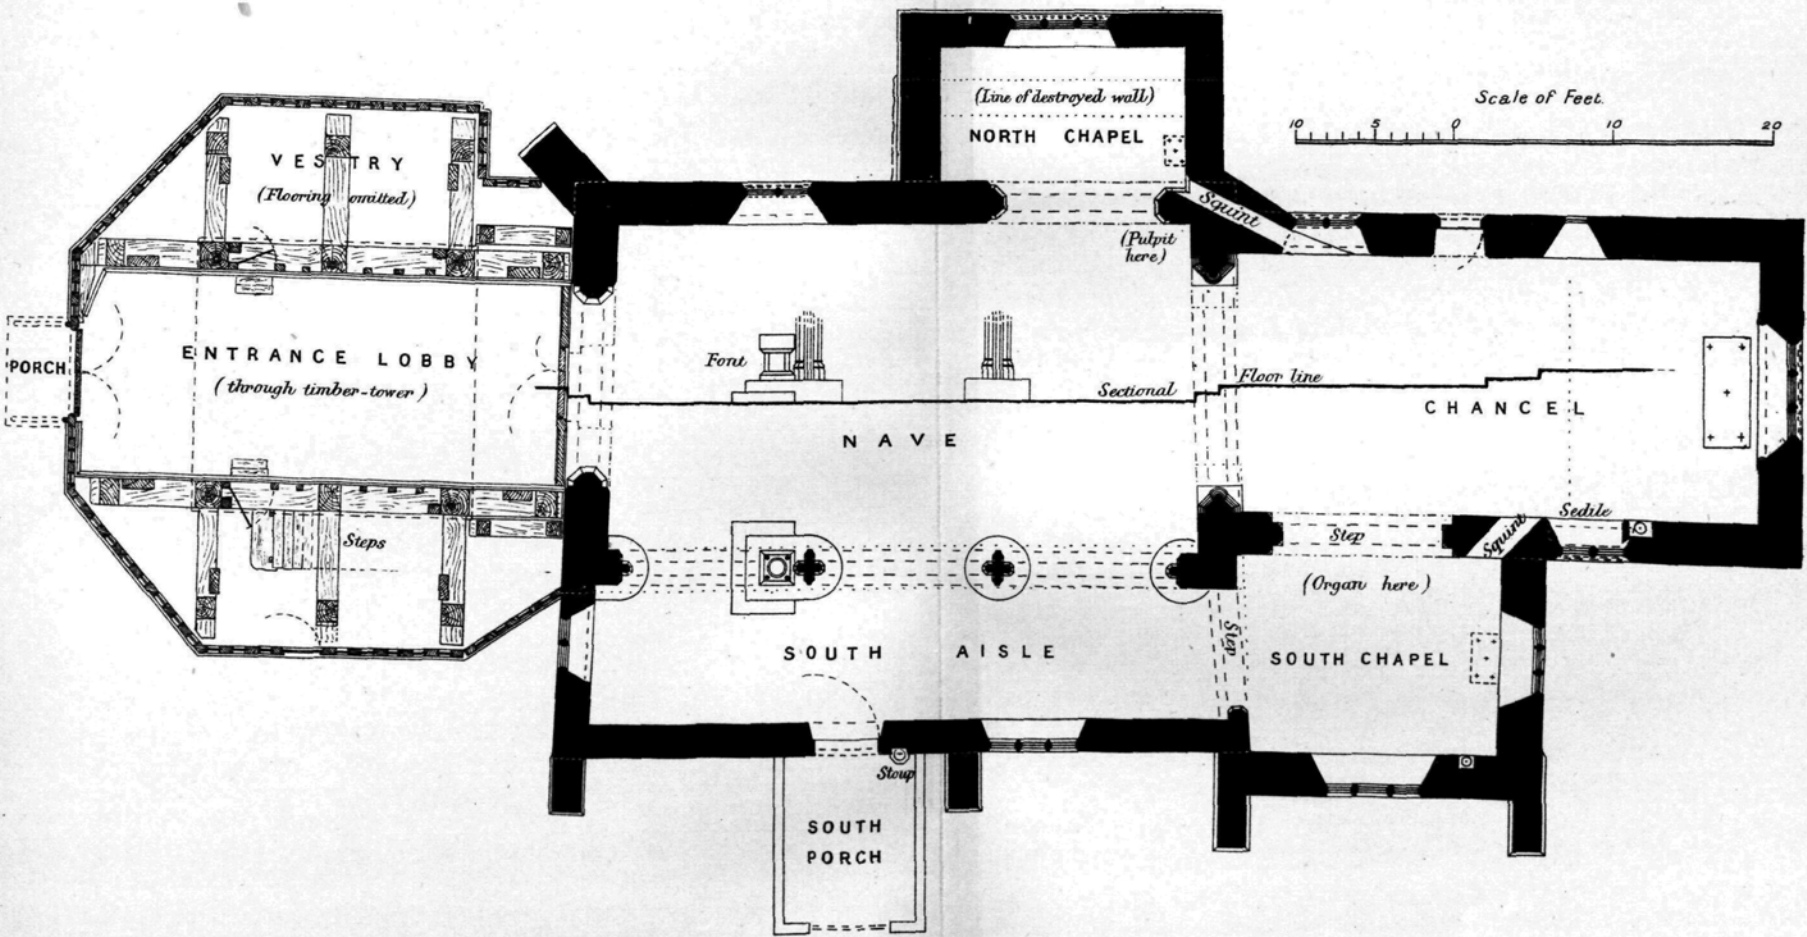 Scale of Feet.
10 5 0 10 20
(Line of destroyed wall)
NORTH CHAPEL
VESTRY
(Flooring omitted)
Squint
(Pulpit
here)
PORCH
ENTRANCE LOBBY
(through timber-tower)
Font
Sectional Floor line
CHANCEL
NAVE
Steps
Step
Squint
Sedile
(Organ here)
Step
SOUTH AISLE
SOUTH CHAPEL
Stoup
SOUTH
PORCH